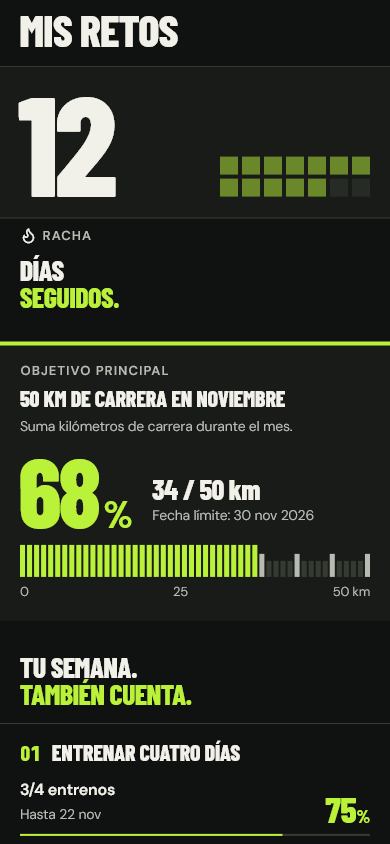 MIS RETOS
12
RACHA
DÍAS
SEGUIDOS.
OBJETIVO PRINCIPAL
50 KM DE CARRERA EN NOVIEMBRE
Suma kilómetros de carrera durante el mes.
68%
34 / 50 km
Fecha límite: 30 nov 2026
0 25 50 km
TU SEMANA.
TAMBIÉN CUENTA.
01 ENTRENAR CUATRO DÍAS
3/4 entrenos
Hasta 22 nov
75%